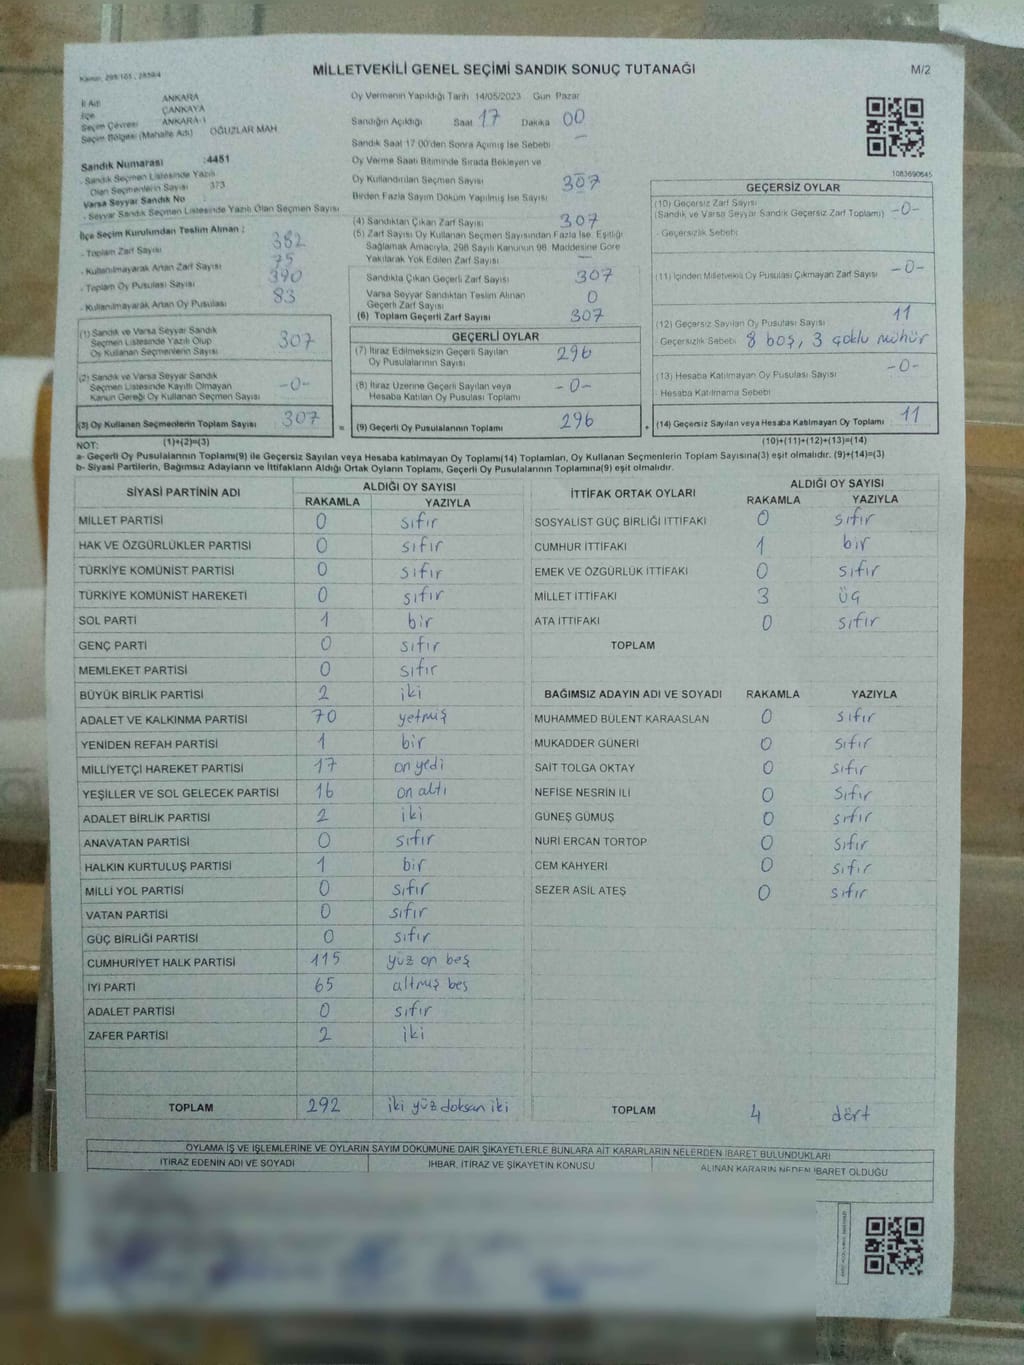 MİLLETVEKİLİ GENEL SEÇİMİ SANDIK SONUÇ TUTANAĞI
M/2
İl Adı ANKARA
İlçe ÇANKAYA
Seçim Çevresi ANKARA-1
Seçim Bölgesi (Mahalle Adı) OĞUZLAR MAH.
Sandık Numarası :4481
- Sandık Seçmen Listesinde Yazılı
Olan Seçmenlerin Sayısı 373
Varsa Seyyar Sandık No
- Seyyar Sandık Seçmen Listesinde Yazılı Olan Seçmen Sayısı
İlçe Seçim Kurulundan Teslim Alınan ;
- Toplam Zarf Sayısı 382
- Kullanılmayarak Artan Zarf Sayısı 75
- Toplam Oy Pusulası Sayısı 390
- Kullanılmayarak Artan Oy Pusulası 83
(1) Sandık ve Varsa Seyyar Sandık
Seçmen Listesinde Yazılı Olup
Oy Kullanan Seçmenlerin Sayısı 307
(2) Sandık ve Varsa Seyyar Sandık
Seçmen Listesinde Kayıtlı Olmayan
Kanun Gereği Oy Kullanan Seçmen Sayısı -0-
(3) Oy Kullanan Seçmenlerin Toplam Sayısı 307
Oy Vermenin Yapıldığı Tarih 14/05/2023 Gün Pazar
Sandığın Açıldığı Saat 17 Dakika 00
Sandık Saat 17 00'den Sonra Açılmış İse Sebebi —
Oy Verme Saati Bitiminde Sırada Bekleyen ve
Oy Kullandırılan Seçmen Sayısı 307
Birden Fazla Sayım Döküm Yapılmış İse Sayısı
(4) Sandıktan Çıkan Zarf Sayısı 307
(5) Zarf Sayısı Oy Kullanan Seçmen Sayısından Fazla İse, Eşitliği
Sağlamak Amacıyla, 298 Sayılı Kanunun 98. Maddesine Göre
Yakılarak Yok Edilen Zarf Sayısı —
Sandıkta Çıkan Geçerli Zarf Sayısı 307
Varsa Seyyar Sandıktan Teslim Alınan
Geçerli Zarf Sayısı 0
(6) Toplam Geçerli Zarf Sayısı 307
GEÇERLİ OYLAR
(7) İtiraz Edilmeksizin Geçerli Sayılan
Oy Pusulalarının Sayısı 296
(8) İtiraz Üzerine Geçerli Sayılan veya
Hesaba Katılan Oy Pusulası Toplamı -0-
= (9) Geçerli Oy Pusulalarının Toplamı 296
1083690645
GEÇERSİZ OYLAR
(10) Geçersiz Zarf Sayısı
(Sandık ve Varsa Seyyar Sandık Geçersiz Zarf Toplamı) -0-
- Geçersizlik Sebebi
(11) İçinden Milletvekili Oy Pusulası Çıkmayan Zarf Sayısı -0-
(12) Geçersiz Sayılan Oy Pusulası Sayısı 11
Geçersizlik Sebebi 8 boş, 3 çoklu mühür
(13) Hesaba Katılmayan Oy Pusulası Sayısı -0-
- Hesaba Katılmama Sebebi
+ (14) Geçersiz Sayılan veya Hesaba Katılmayan Oy Toplamı 11
NOT: (1)+(2)=(3) (10)+(11)+(12)+(13)=(14)
a- Geçerli Oy Pusulalarının Toplamı(9) ile Geçersiz Sayılan veya Hesaba katılmayan Oy Toplamı(14) Toplamları, Oy Kullanan Seçmenlerin Toplam Sayısına(3) eşit olmalıdır. (9)+(14)=(3)
b- Siyasi Partilerin, Bağımsız Adayların ve İttifakların Aldığı Ortak Oyların Toplamı, Geçerli Oy Pusulalarının Toplamına(9) eşit olmalıdır.
SİYASİ PARTİNİN ADI ALDIĞI OY SAYISI
RAKAMLA YAZIYLA
MİLLET PARTİSİ 0 sıfır
HAK VE ÖZGÜRLÜKLER PARTİSİ 0 sıfır
TÜRKİYE KOMÜNİST PARTİSİ 0 sıfır
TÜRKİYE KOMÜNİST HAREKETİ 0 sıfır
SOL PARTİ 1 bir
GENÇ PARTİ 0 sıfır
MEMLEKET PARTİSİ 0 sıfır
BÜYÜK BİRLİK PARTİSİ 2 iki
ADALET VE KALKINMA PARTİSİ 70 yetmiş
YENİDEN REFAH PARTİSİ 1 bir
MİLLİYETÇİ HAREKET PARTİSİ 17 on yedi
YEŞİLLER VE SOL GELECEK PARTİSİ 16 on altı
ADALET BİRLİK PARTİSİ 2 iki
ANAVATAN PARTİSİ 0 sıfır
HALKIN KURTULUŞ PARTİSİ 1 bir
MİLLİ YOL PARTİSİ 0 sıfır
VATAN PARTİSİ 0 sıfır
GÜÇ BİRLİĞİ PARTİSİ 0 sıfır
CUMHURİYET HALK PARTİSİ 115 yüz on beş
İYİ PARTİ 65 altmış beş
ADALET PARTİSİ 0 sıfır
ZAFER PARTİSİ 2 iki
TOPLAM 292 iki yüz doksan iki
İTTİFAK ORTAK OYLARI ALDIĞI OY SAYISI
RAKAMLA YAZIYLA
SOSYALİST GÜÇ BİRLİĞİ İTTİFAKI 0 sıfır
CUMHUR İTTİFAKI 1 bir
EMEK VE ÖZGÜRLÜK İTTİFAKI 0 sıfır
MİLLET İTTİFAKI 3 üç
ATA İTTİFAKI 0 sıfır
TOPLAM
BAĞIMSIZ ADAYIN ADI VE SOYADI RAKAMLA YAZIYLA
MUHAMMED BÜLENT KARAASLAN 0 sıfır
MUKADDER GÜNERİ 0 sıfır
SAİT TOLGA OKTAY 0 sıfır
NEFİSE NESRİN İLİ 0 sıfır
GÜNEŞ GÜMÜŞ 0 sıfır
NURİ ERCAN TORTOP 0 sıfır
CEM KAHYERİ 0 sıfır
SEZER ASİL ATEŞ 0 sıfır
TOPLAM 4 dört
OYLAMA İŞ VE İŞLEMLERİNE VE OYLARIN SAYIM DÖKÜMÜNE DAİR ŞİKAYETLERLE BUNLARA AİT KARARLARIN NELERDEN İBARET BULUNDUKLARI
İTİRAZ EDENİN ADI VE SOYADI İHBAR, İTİRAZ VE ŞİKAYETİN KONUSU ALINAN KARARIN NEDEN İBARET OLDUĞU